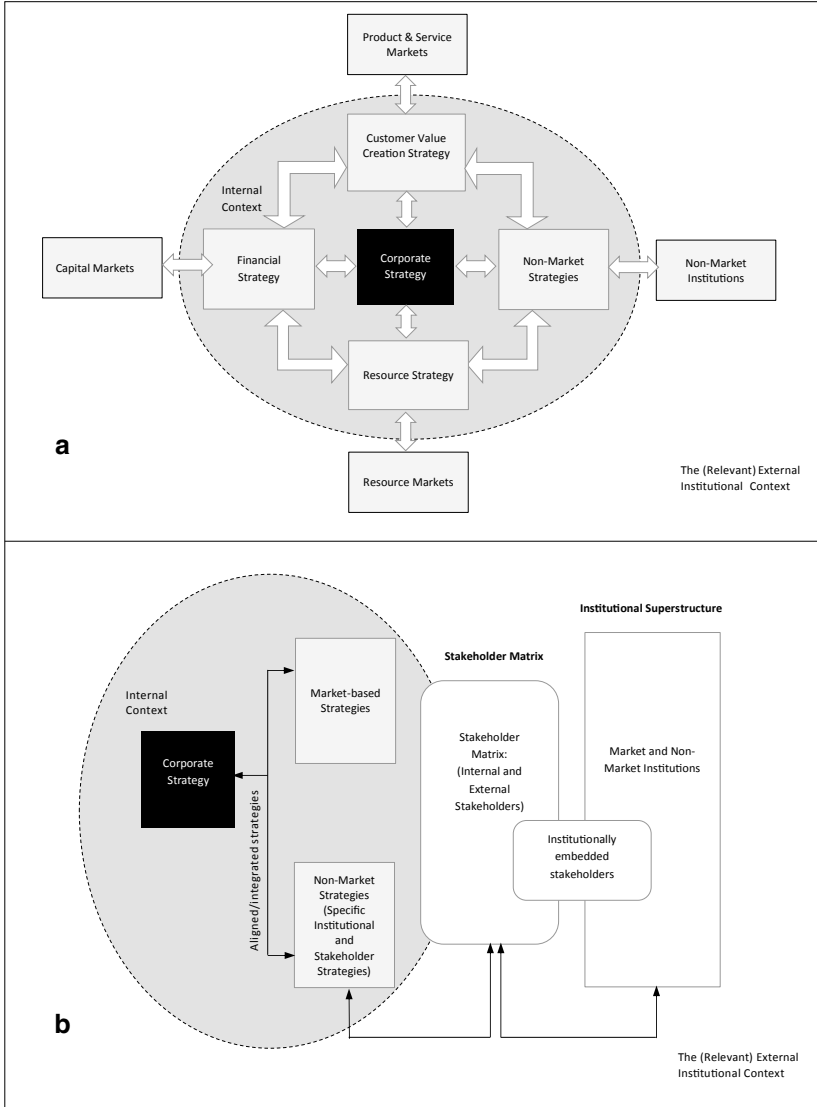 Product & Service
Markets
Customer Value
Creation Strategy
Internal
Context
Capital Markets
Financial
Strategy
Corporate
Strategy
Non-Market
Strategies
Non-Market
Institutions
Resource Strategy
a
Resource Markets
The (Relevant) External
Institutional Context
Institutional Superstructure
Stakeholder Matrix
Internal
Context
Market-based
Strategies
Corporate
Strategy
Aligned/integrated strategies
Stakeholder
Matrix:
(Internal and
External
Stakeholders)
Market and Non-
Market Institutions
Institutionally
embedded
stakeholders
Non-Market
Strategies
(Specific
Institutional
and
Stakeholder
Strategies)
b
The (Relevant) External
Institutional Context